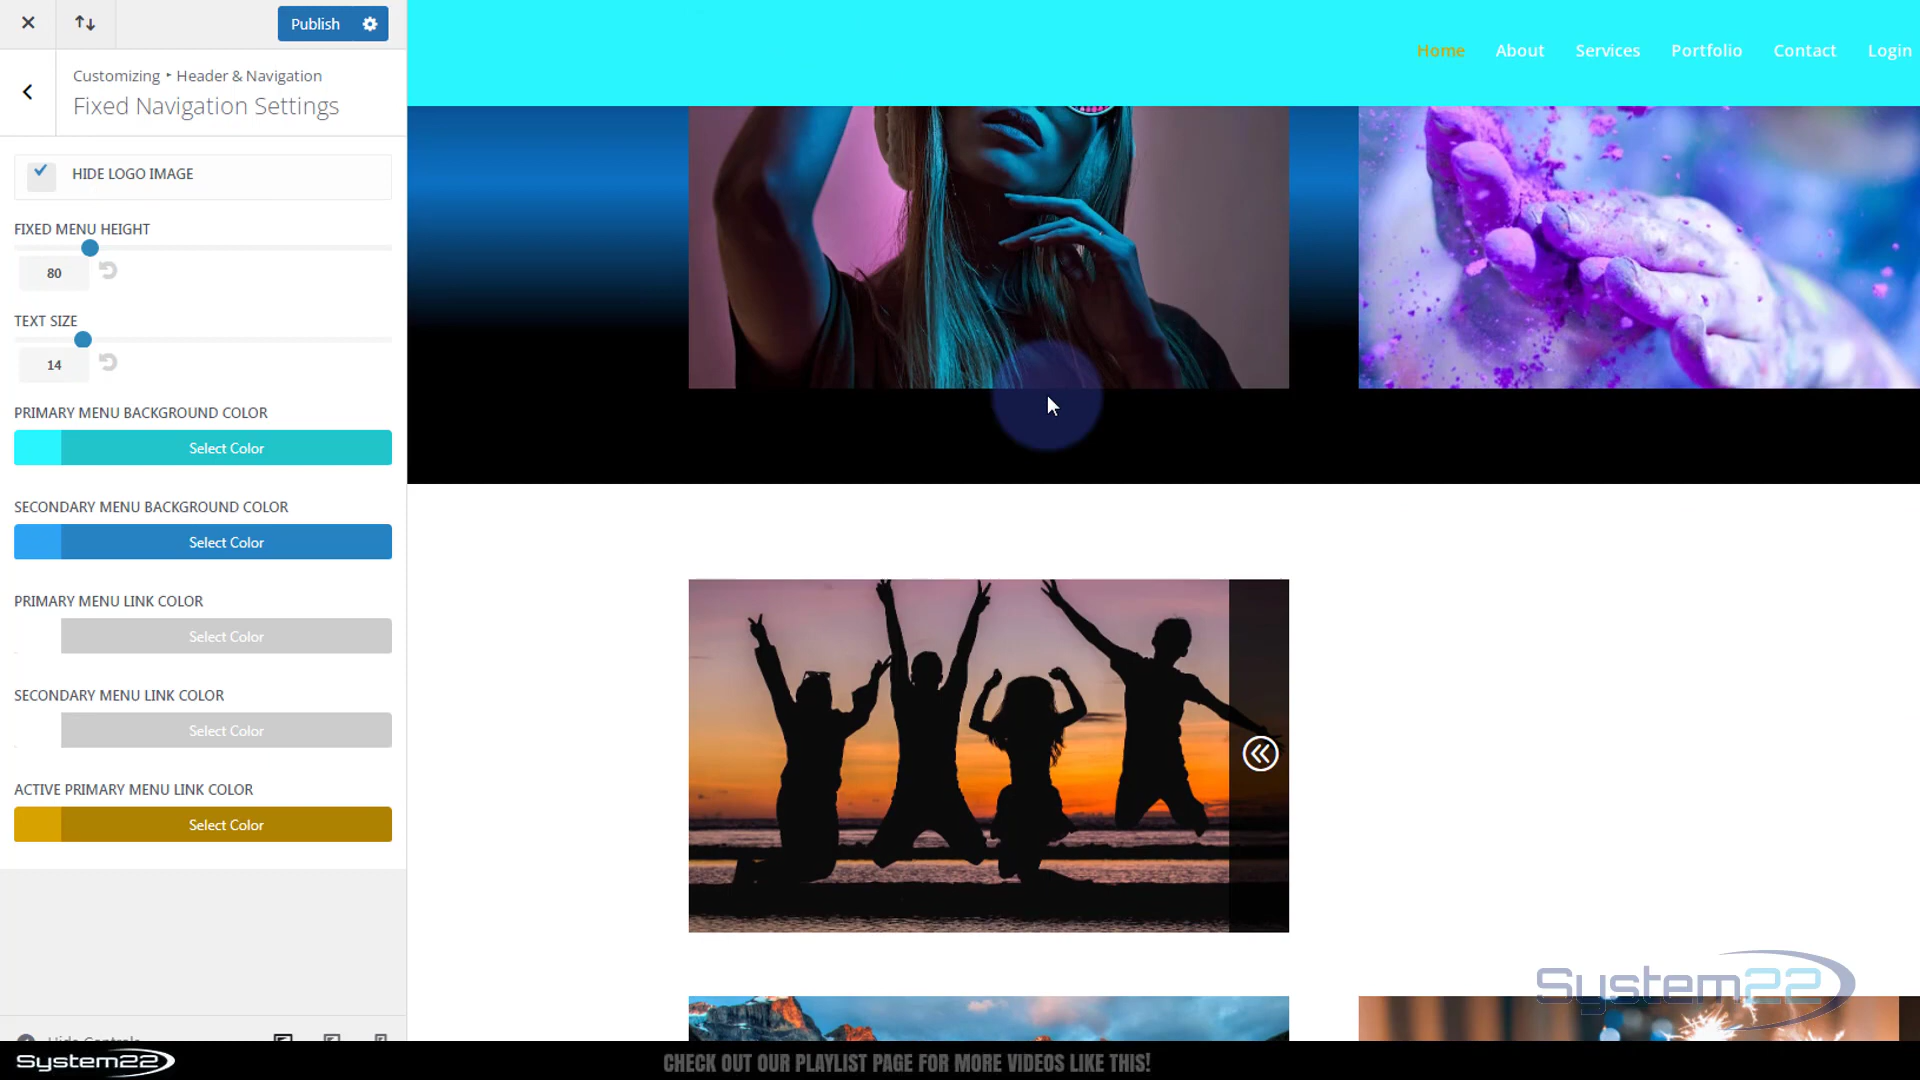 Publish
Customizing ▸ Header & Navigation
Fixed Navigation Settings
HIDE LOGO IMAGE
FIXED MENU HEIGHT
80
TEXT SIZE
14
PRIMARY MENU BACKGROUND COLOR
Select Color
SECONDARY MENU BACKGROUND COLOR
Select Color
PRIMARY MENU LINK COLOR
Select Color
SECONDARY MENU LINK COLOR
Select Color
ACTIVE PRIMARY MENU LINK COLOR
Select Color
Hide Controls
Home About Services Portfolio Contact Login
System22
System22
CHECK OUT OUR PLAYLIST PAGE FOR MORE VIDEOS LIKE THIS!